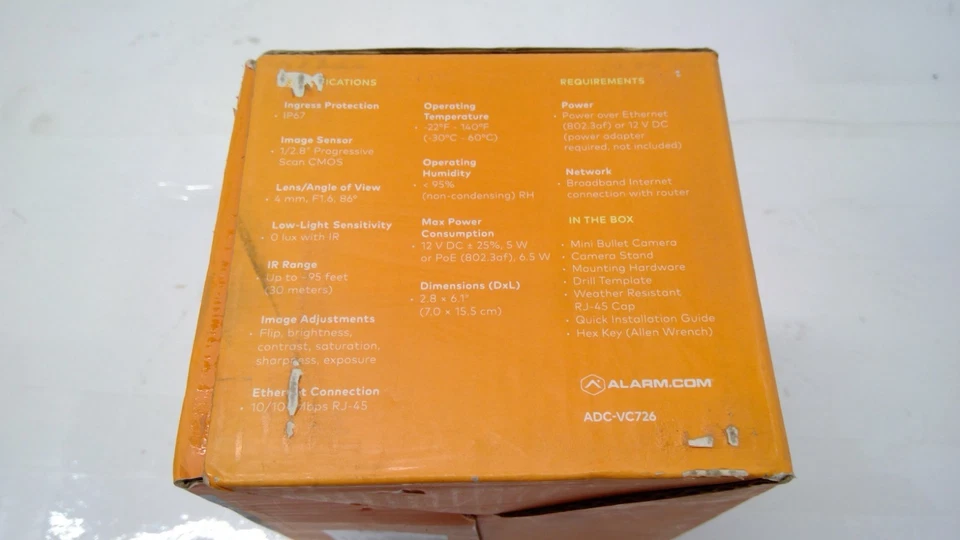 ICATIONS
Ingress Protection
• IP67
Image Sensor
• 1/2.8" Progressive
Scan CMOS
Lens/Angle of View
• 4 mm, F1.6, 86°
Low-Light Sensitivity
• 0 lux with IR
IR Range
• Up to ~95 feet
(30 meters)
Image Adjustments
• Flip, brightness,
contrast, saturation,
sharpness, exposure
Ethernet Connection
• 10/10 Mbps RJ-45
Operating
Temperature
• -22°F - 140°F
(-30°C - 60°C)
Operating
Humidity
• < 95%
(non-condensing) RH
Max Power
Consumption
• 12 V DC ± 25%, 5 W
or PoE (802.3af), 6.5 W
Dimensions (DxL)
• 2.8 × 6.1"
(7.0 × 15.5 cm)
REQUIREMENTS
Power
• Power over Ethernet
(802.3af) or 12 V DC
(power adapter
required, not included)
Network
• Broadband Internet
connection with router
IN THE BOX
• Mini Bullet Camera
• Camera Stand
• Mounting Hardware
• Drill Template
• Weather Resistant
RJ-45 Cap
• Quick Installation Guide
• Hex Key (Allen Wrench)
ALARM.COM
ADC-VC726